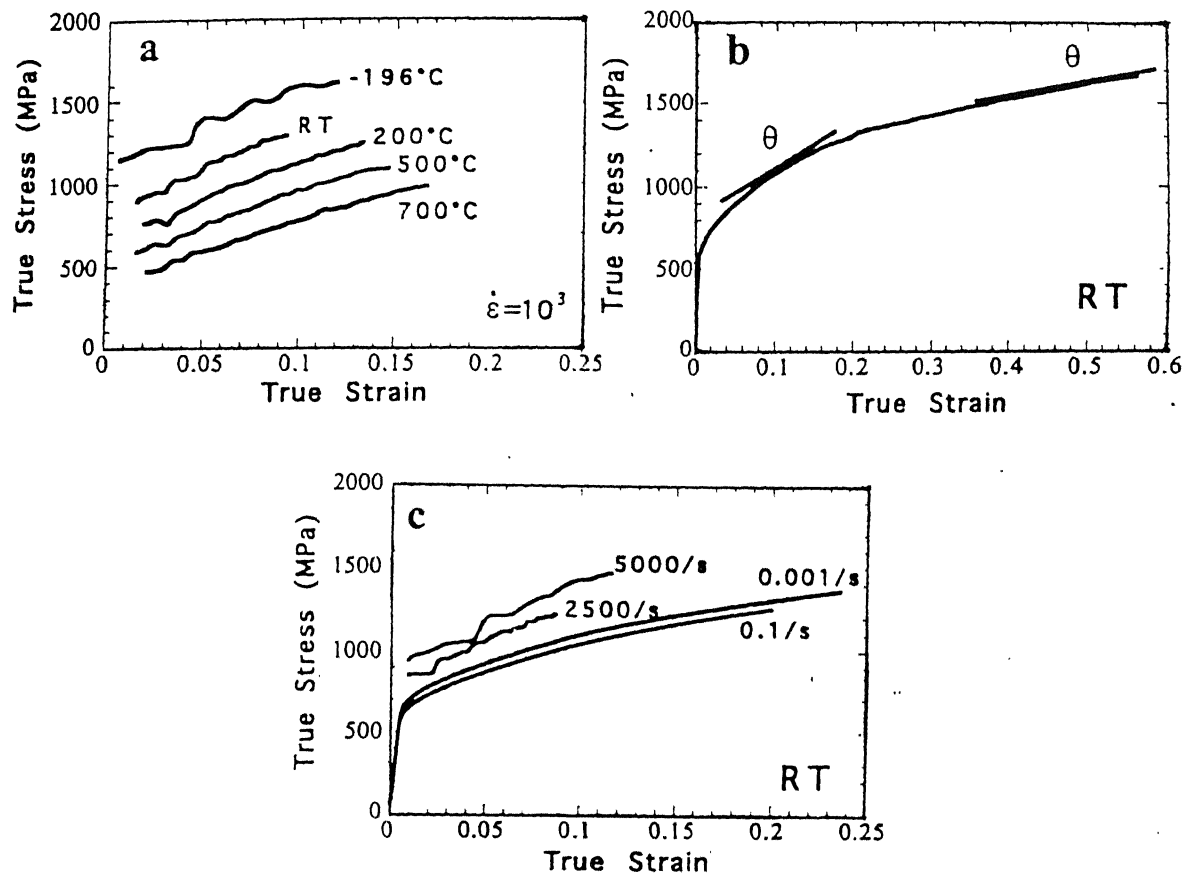 a
2000
1500
1000
500
0
True Stress (MPa)
-196°C
RT
200°C
500°C
700°C
ε̇=10³
0 0.05 0.1 0.15 0.2 0.25
True Strain
b
2000
1500
1000
500
0
True Stress (MPa)
θ
θ
RT
0 0.1 0.2 0.3 0.4 0.5 0.6
True Strain
c
2000
1500
1000
500
0
True Stress (MPa)
5000/s
2500/s
0.001/s
0.1/s
RT
0 0.05 0.1 0.15 0.2 0.25
True Strain